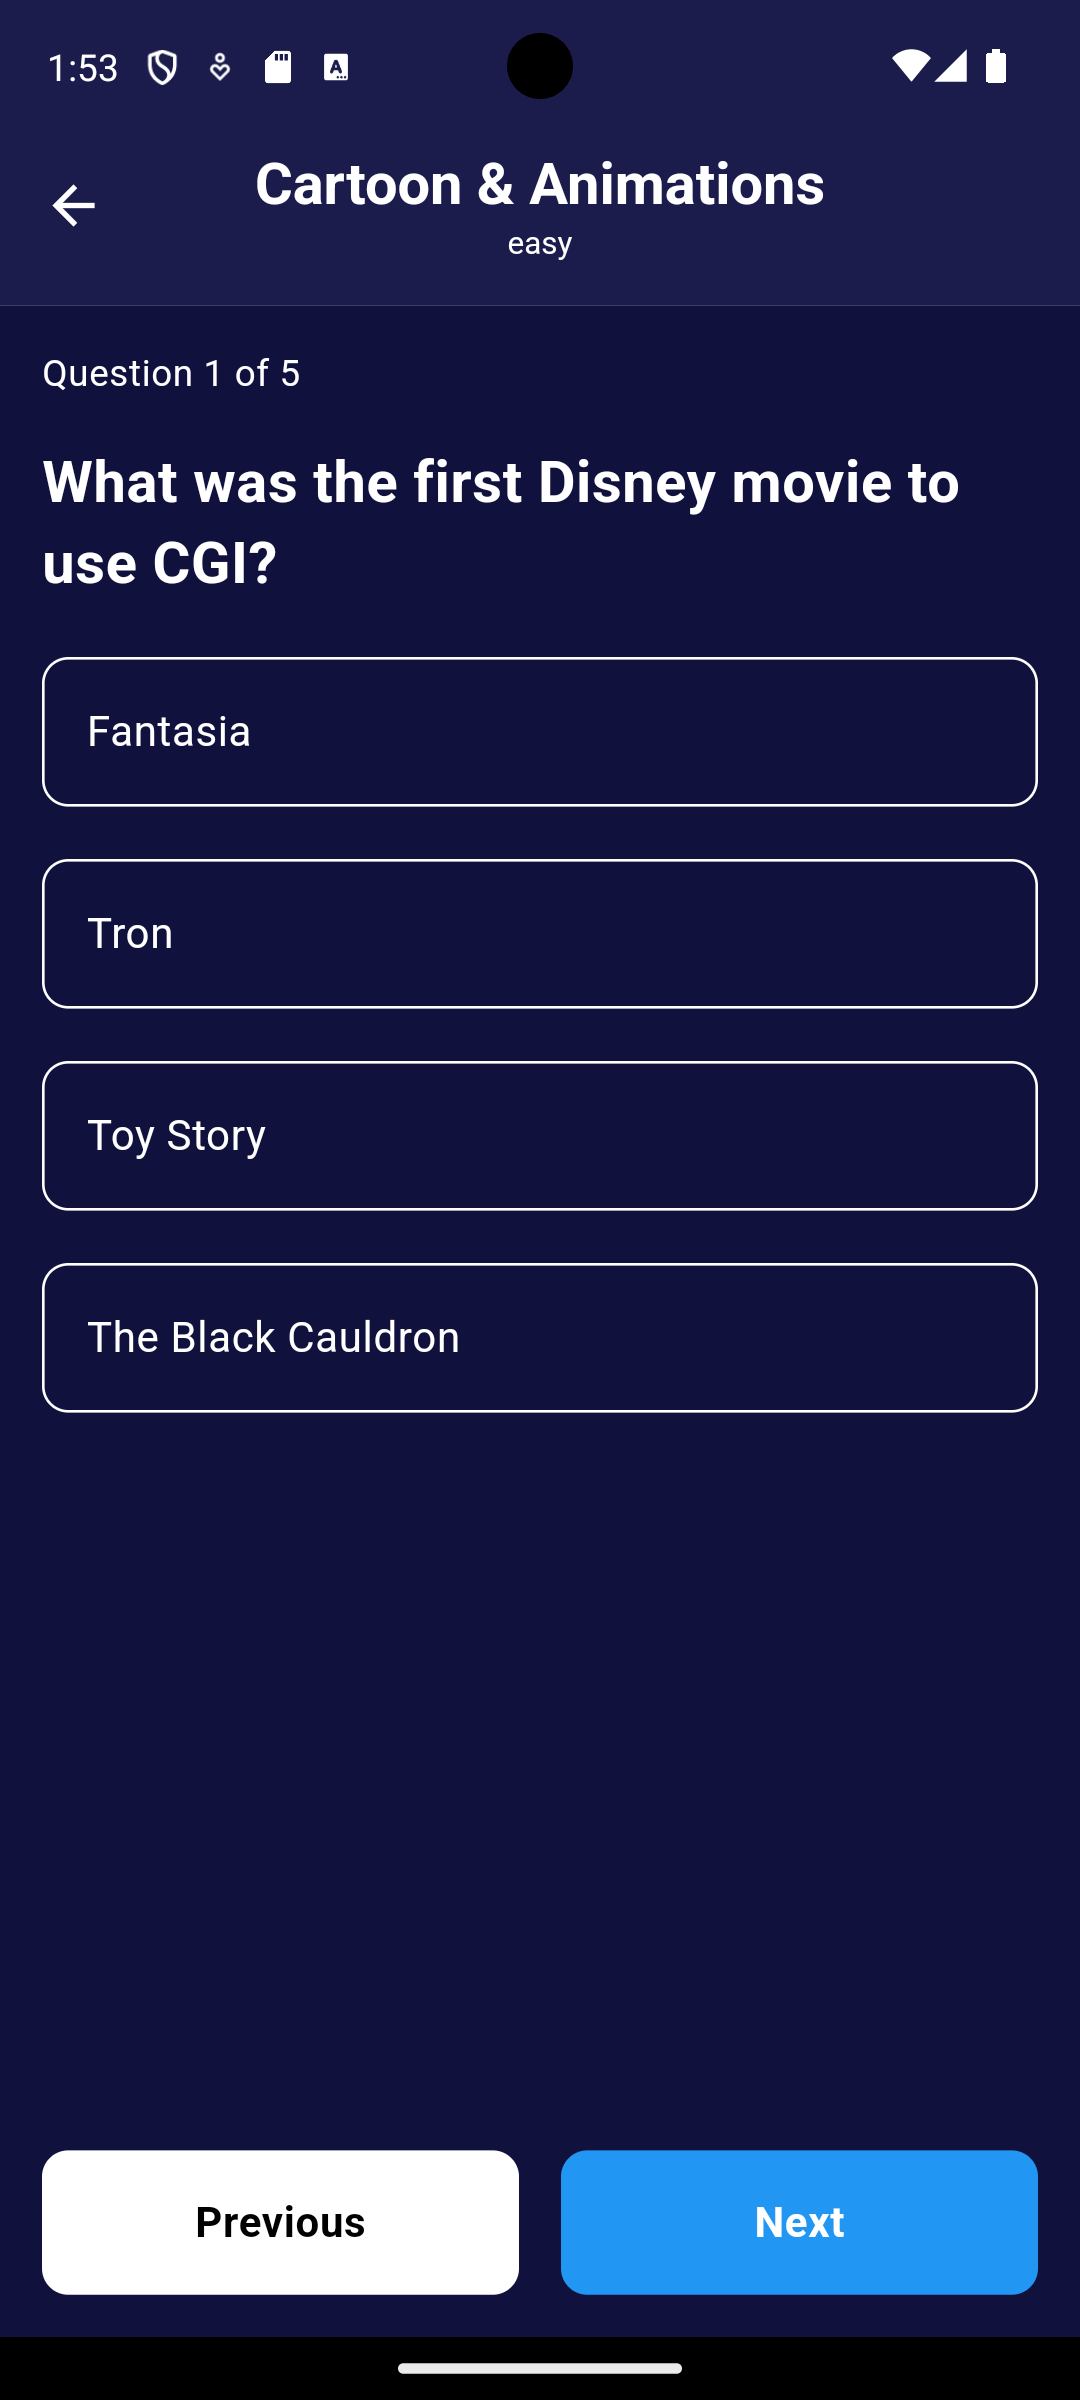 1:53
Cartoon & Animations
easy
Question 1 of 5
What was the first Disney movie to
use CGI?
Fantasia
Tron
Toy Story
The Black Cauldron
Previous
Next